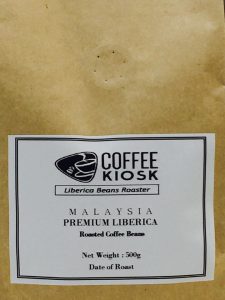 COFFEE
KIOSK
Liberica Beans Roaster
MALAYSIA
PREMIUM LIBERICA
Roasted Coffee Beans
Net Weight : 500g
Date of Roast